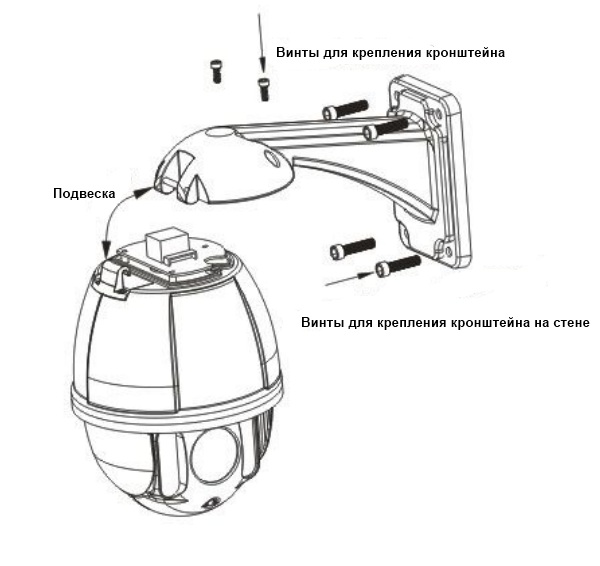 Винты для крепления кронштейна
Подвеска
Винты для крепления кронштейна на стене